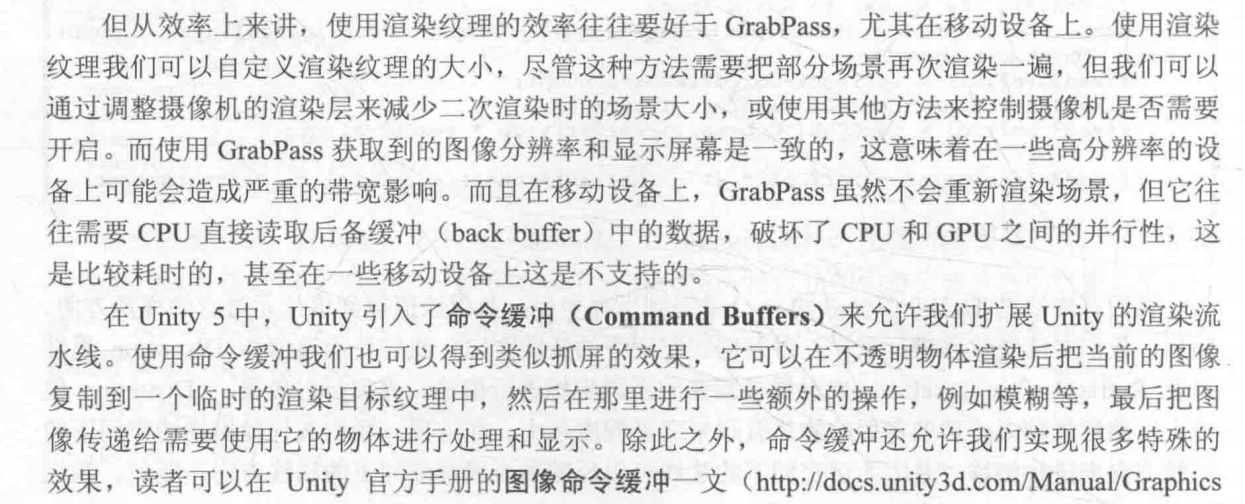 但从效率上来讲，使用渲染纹理的效率往往要好于 GrabPass，尤其在移动设备上。使用渲染
纹理我们可以自定义渲染纹理的大小，尽管这种方法需要把部分场景再次渲染一遍，但我们可以
通过调整摄像机的渲染层来减少二次渲染时的场景大小，或使用其他方法来控制摄像机是否需要
开启。而使用 GrabPass 获取到的图像分辨率和显示屏幕是一致的，这意味着在一些高分辨率的设
备上可能会造成严重的带宽影响。而且在移动设备上，GrabPass 虽然不会重新渲染场景，但它往
往需要 CPU 直接读取后备缓冲（back buffer）中的数据，破坏了 CPU 和 GPU 之间的并行性，这
是比较耗时的，甚至在一些移动设备上这是不支持的。
在 Unity 5 中，Unity 引入了命令缓冲（Command Buffers）来允许我们扩展 Unity 的渲染流
水线。使用命令缓冲我们也可以得到类似抓屏的效果，它可以在不透明物体渲染后把当前的图像
复制到一个临时的渲染目标纹理中，然后在那里进行一些额外的操作，例如模糊等，最后把图
像传递给需要使用它的物体进行处理和显示。除此之外，命令缓冲还允许我们实现很多特殊的
效果，读者可以在 Unity 官方手册的图像命令缓冲一文（http://docs.unity3d.com/Manual/Graphics